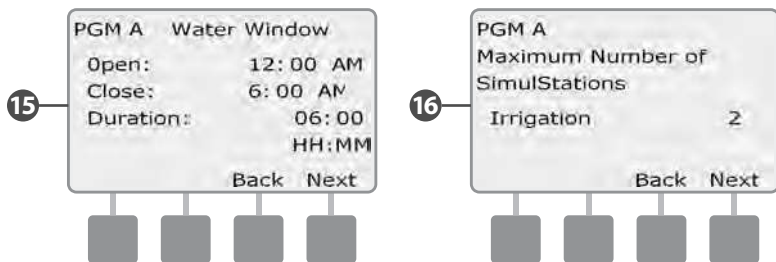 15
PGM A Water Window
Open: 12:00 AM
Close: 6:00 AM
Duration: 06:00
HH:MM
Back Next
16
PGM A
Maximum Number of
SimulStations
Irrigation 2
Back Next